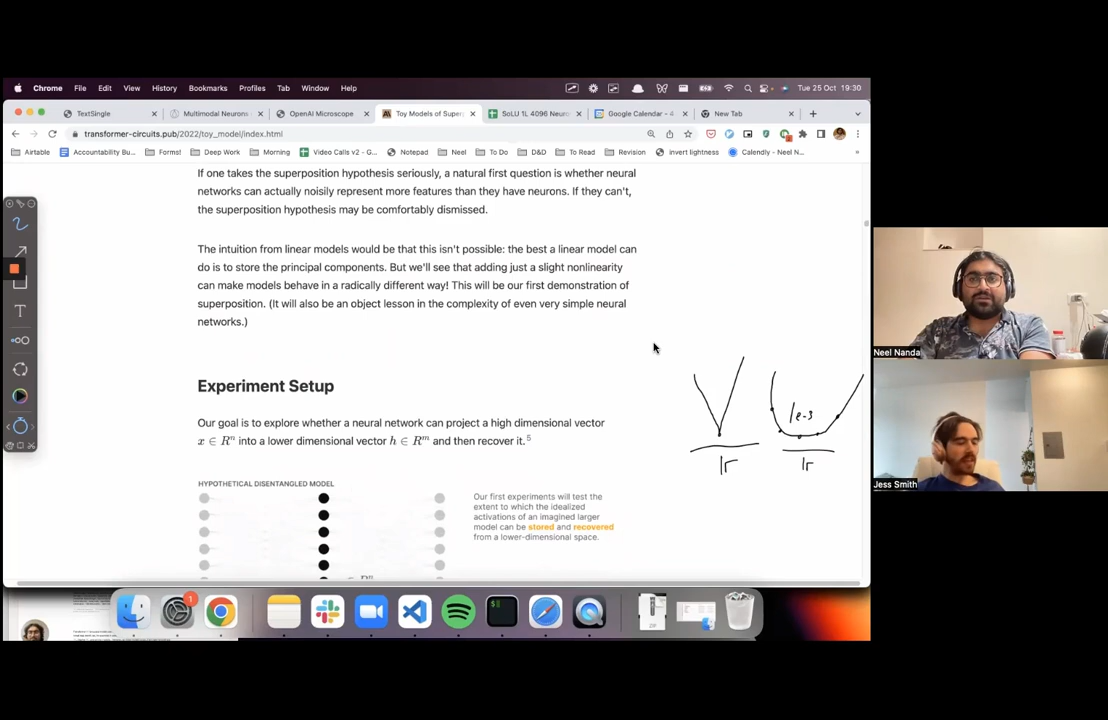 Chrome File Edit View History Bookmarks Profiles Tab Window Help
Tue 25 Oct 19:30
TextSingle
Multimodal Neurons
OpenAI Microscope
Toy Models of Super
SoLU 1L 4096 Neuro
Google Calendar - 4
New Tab
transformer-circuits.pub/2022/toy_model/index.html
Airtable
Accountability Bu...
Forms!
Deep Work
Morning
Video Calls v2 - G...
Notepad
Neel
To Do
D&D
To Read
Revision
invert lightness
Calendly - Neel N...
If one takes the superposition hypothesis seriously, a natural first question is whether neural
networks can actually noisily represent more features than they have neurons. If they can't,
the superposition hypothesis may be comfortably dismissed.
The intuition from linear models would be that this isn't possible: the best a linear model can
do is to store the principal components. But we'll see that adding just a slight nonlinearity
can make models behave in a radically different way! This will be our first demonstration of
superposition. (It will also be an object lesson in the complexity of even very simple neural
networks.)
Experiment Setup
Our goal is to explore whether a neural network can project a high dimensional vector
x ∈ Rⁿ into a lower dimensional vector h ∈ Rᵐ and then recover it.⁵
HYPOTHETICAL DISENTANGLED MODEL
Our first experiments will test the
extent to which the idealized
activations of an imagined larger
model can be stored and recovered
from a lower-dimensional space.
1e-3
lr
lr
T
1
ZIP
Neel Nanda
Jess Smith